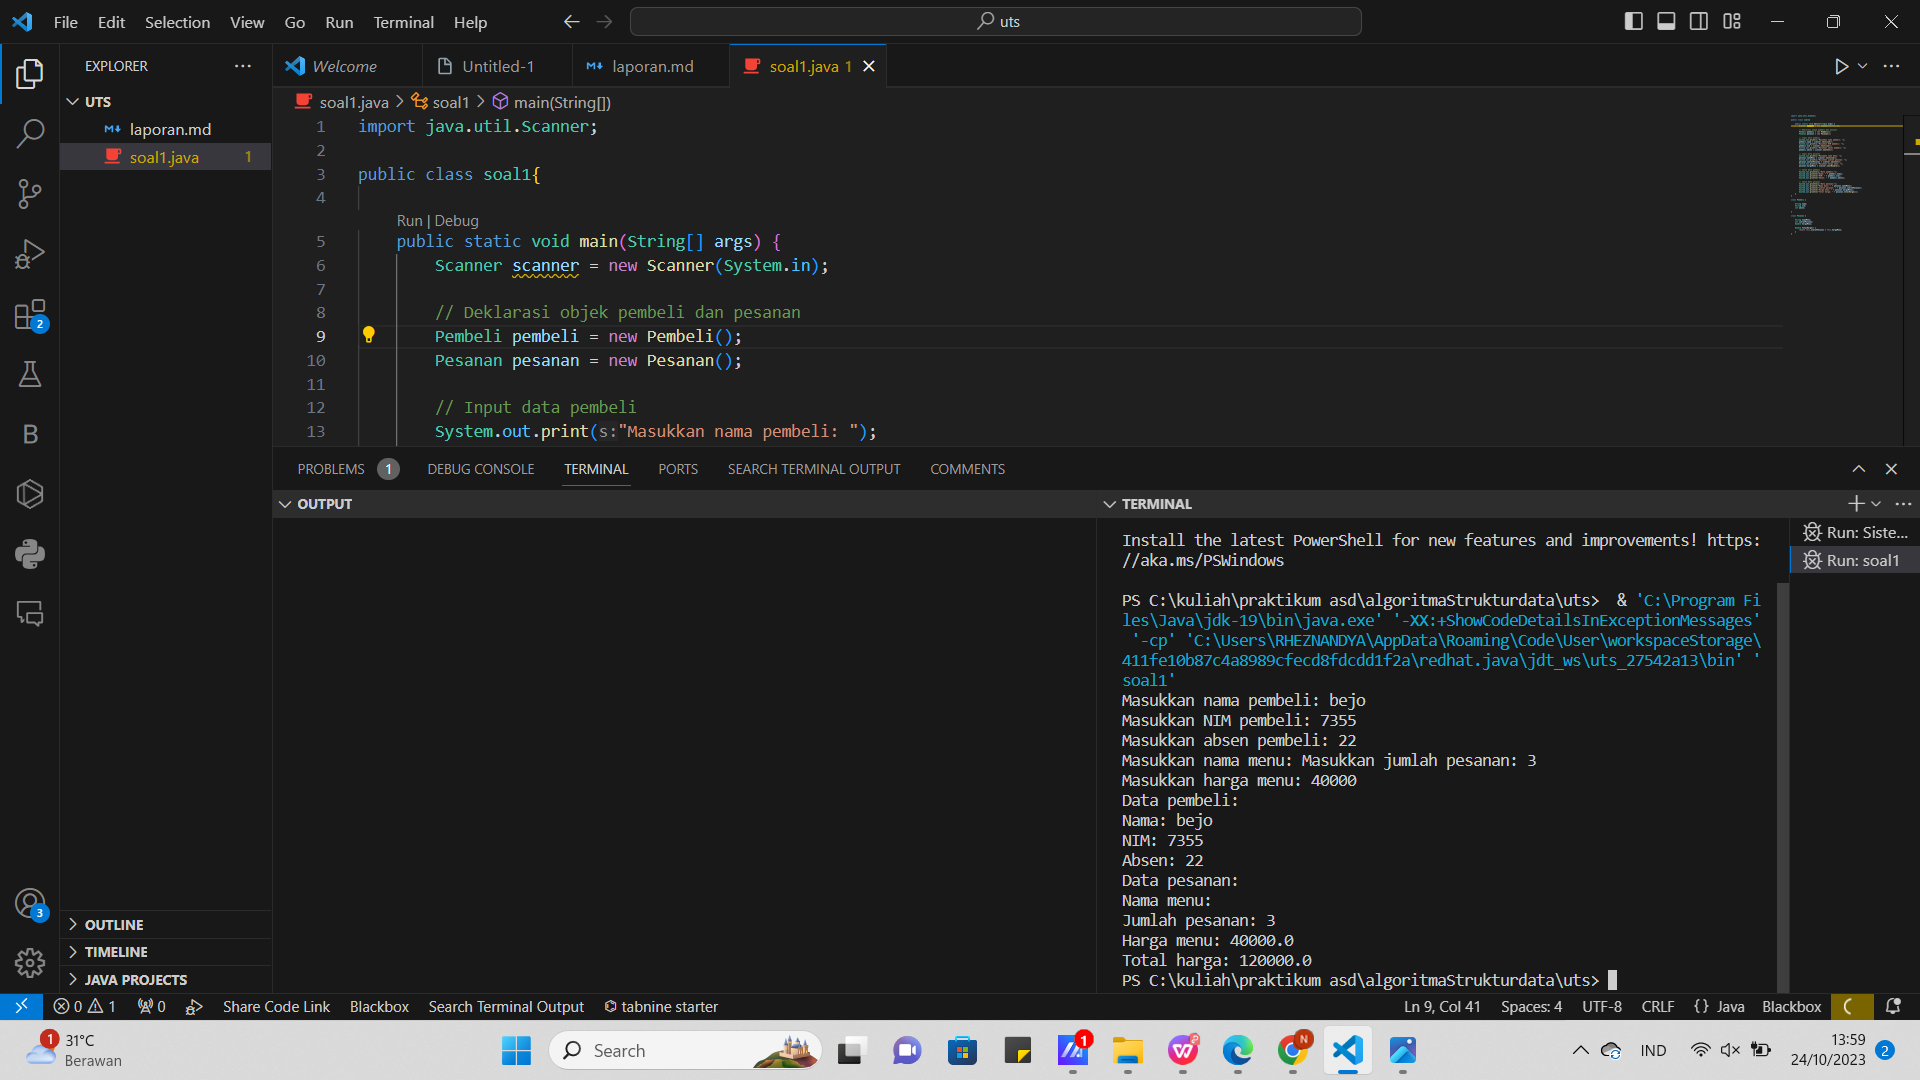 File Edit Selection View Go Run Terminal Help
uts
EXPLORER
Welcome
Untitled-1
laporan.md
soal1.java 1
UTS
laporan.md
soal1.java 1
soal1.java > soal1 > main(String[])
1 import java.util.Scanner;
2
3 public class soal1{
4
Run | Debug
5 public static void main(String[] args) {
6 Scanner scanner = new Scanner(System.in);
7
8 // Deklarasi objek pembeli dan pesanan
9 Pembeli pembeli = new Pembeli();
10 Pesanan pesanan = new Pesanan();
11
12 // Input data pembeli
13 System.out.print(s:"Masukkan nama pembeli: ");
PROBLEMS 1 DEBUG CONSOLE TERMINAL PORTS SEARCH TERMINAL OUTPUT COMMENTS
OUTPUT
TERMINAL
Install the latest PowerShell for new features and improvements! https:
//aka.ms/PSWindows
PS C:\kuliah\praktikum asd\algoritmaStrukturdata\uts> & 'C:\Program Fi
les\Java\jdk-19\bin\java.exe' '-XX:+ShowCodeDetailsInExceptionMessages'
'-cp' 'C:\Users\RHEZNANDYA\AppData\Roaming\Code\User\workspaceStorage\
411fe10b87c4a8989cfecd8fdcdd1f2a\redhat.java\jdt_ws\uts_27542a13\bin' '
soal1'
Masukkan nama pembeli: bejo
Masukkan NIM pembeli: 7355
Masukkan absen pembeli: 22
Masukkan nama menu: Masukkan jumlah pesanan: 3
Masukkan harga menu: 40000
Data pembeli:
Nama: bejo
NIM: 7355
Absen: 22
Data pesanan:
Nama menu:
Jumlah pesanan: 3
Harga menu: 40000.0
Total harga: 120000.0
PS C:\kuliah\praktikum asd\algoritmaStrukturdata\uts>
Run: Siste...
Run: soal1
2
B
3
OUTLINE
TIMELINE
JAVA PROJECTS
0 1 0 Share Code Link Blackbox Search Terminal Output tabnine starter
Ln 9, Col 41 Spaces: 4 UTF-8 CRLF {} Java Blackbox
1
31°C
Berawan
Search
1
N
IND
13:59
24/10/2023
2